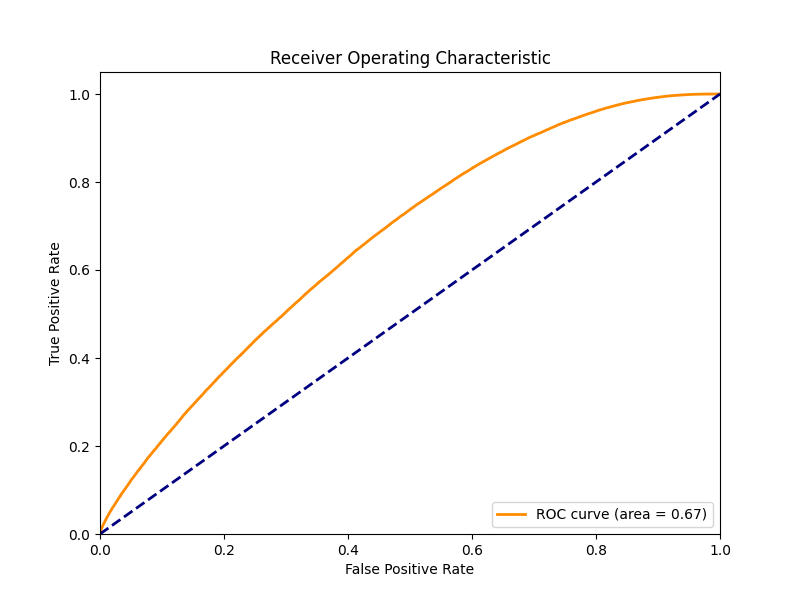 Receiver Operating Characteristic
True Positive Rate
1.0
0.8
0.6
0.4
0.2
0.0
0.0 0.2 0.4 0.6 0.8 1.0
False Positive Rate
ROC curve (area = 0.67)